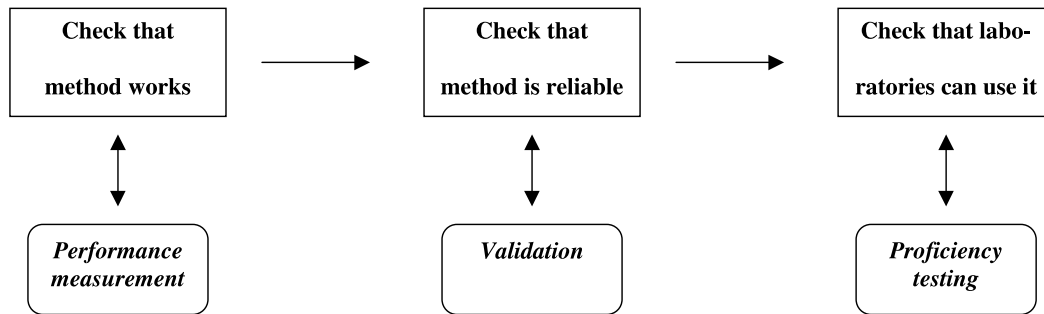 Check that
method works
Check that
method is reliable
Check that labo-
ratories can use it
Performance
measurement
Validation
Proficiency
testing